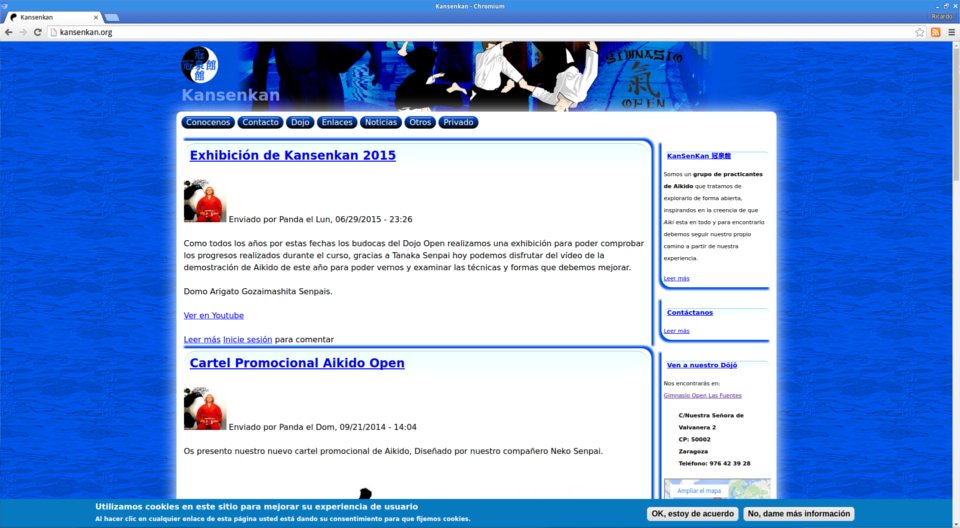 Kansenkan - Chromium
Kansenkan
Ricardo
kansenkan.org
GIMNASIO
氣
OPEN
Kansenkan
Conocenos Contacto Dojo Enlaces Noticias Otros Privado
Exhibición de Kansenkan 2015
Enviado por Panda el Lun, 06/29/2015 - 23:26
Como todos los años por estas fechas los budocas del Dojo Open realizamos una exhibición para poder comprobar
los progresos realizados durante el curso, gracias a Tanaka Senpai hoy podemos disfrutar del vídeo de la
demostración de Aikido de este año para poder vernos y examinar las técnicas y formas que debemos mejorar.
Domo Arigato Gozaimashita Senpais.
Ver en Youtube
Leer más Inicie sesión para comentar
Cartel Promocional Aikido Open
Enviado por Panda el Dom, 09/21/2014 - 14:04
Os presento nuestro nuevo cartel promocional de Aikido, Diseñado por nuestro compañero Neko Senpai.
KanSenKan 冠泉館
Somos un grupo de practicantes
de Aikido que tratamos de
explorarlo de forma abierta,
inspirandos en la creencia de que
Aiki esta en todo y para encontrarlo
debemos seguir nuestro propio
camino a partir de nuestra
experiencia.
Leer más
Contáctanos
Leer más
Ven a nuestro Dōjō
Nos encontrarás en:
Gimnasio Open Las Fuentes
C/Nuestra Señora de
Valvanera 2
CP: 50002
Zaragoza
Teléfono: 976 42 39 28
Ampliar el mapa
Utilizamos cookies en este sitio para mejorar su experiencia de usuario
Al hacer clic en cualquier enlace de esta página usted está dando su consentimiento para que fijemos cookies.
OK, estoy de acuerdo
No, dame más información